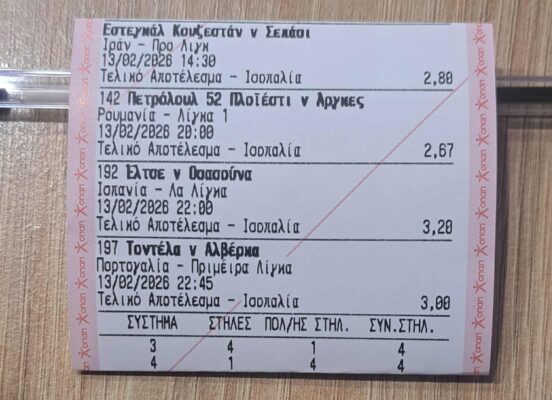 Εστεγκλάλ Κουζεστάν v Σεπάσι
Ιράν - Προ Λιγκ
13/02/2026 14:30
Τελικό Αποτέλεσμα - Ισοπαλία 2,80
142 Πετρόλουλ 52 Πλοϊέστι v Άργκες
Ρουμανία - Λίγκα 1
13/02/2026 20:00
Τελικό Αποτέλεσμα - Ισοπαλία 2,67
192 Έλτσε v Οσασούνα
Ισπανία - Λα Λίγκα
13/02/2026 22:00
Τελικό Αποτέλεσμα - Ισοπαλία 3,20
197 Τοντέλα v Αλβέρκα
Πορτογαλία - Πριμέιρα Λίγκα
13/02/2026 22:45
Τελικό Αποτέλεσμα - Ισοπαλία 3,00
ΣΥΣΤΗΜΑ ΣΤΗΛΕΣ ΠΟΛ/ΗΣ ΣΤΗΛ. ΣΥΝ.ΣΤΗΛ.
3 4 1 4
4 1 4 4